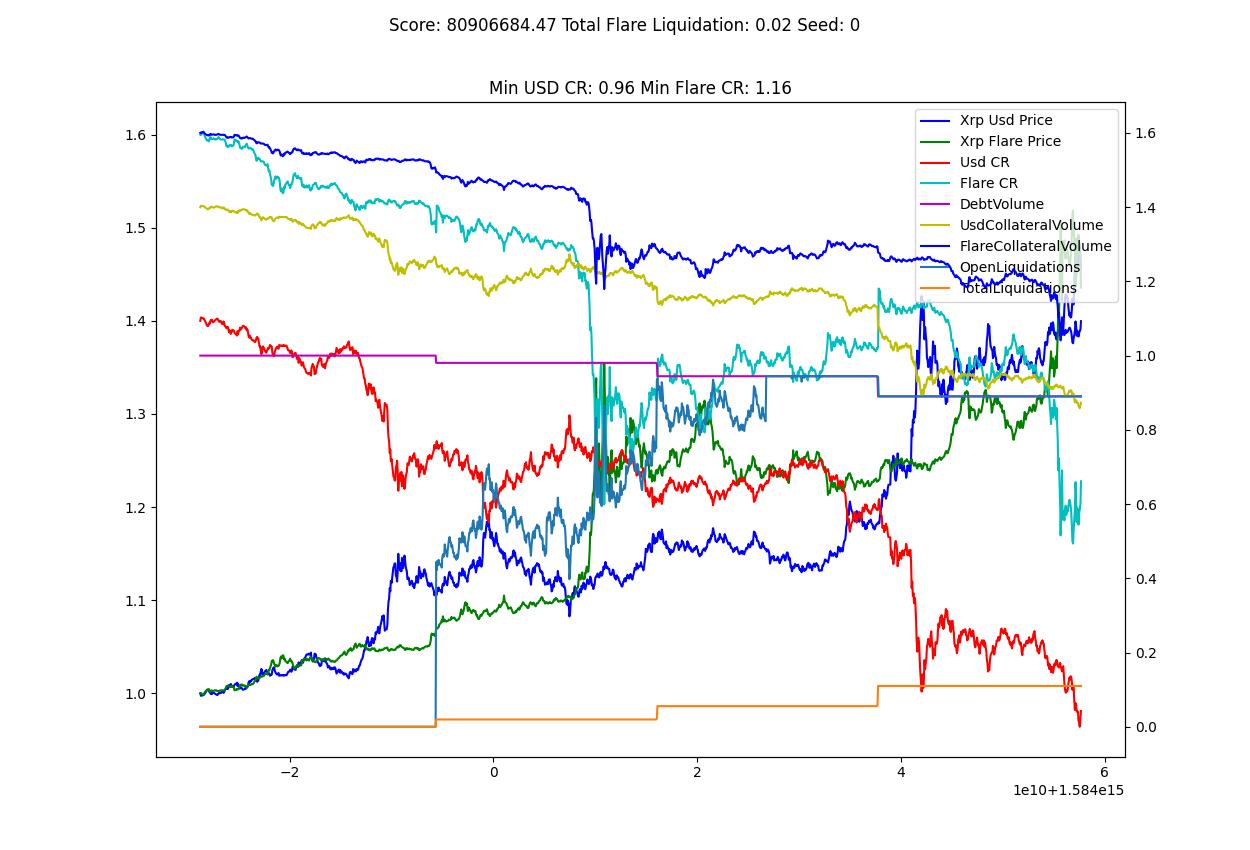 Score: 80906684.47 Total Flare Liquidation: 0.02 Seed: 0
Min USD CR: 0.96 Min Flare CR: 1.16
1.6
1.5
1.4
1.3
1.2
1.1
1.0
Xrp Usd Price
Xrp Flare Price
Usd CR
Flare CR
DebtVolume
UsdCollateralVolume
FlareCollateralVolume
OpenLiquidations
TotalLiquidations
1.6
1.4
1.2
1.0
0.8
0.6
0.4
0.2
0.0
−2
0
2
4
6
1e10+1.584e15